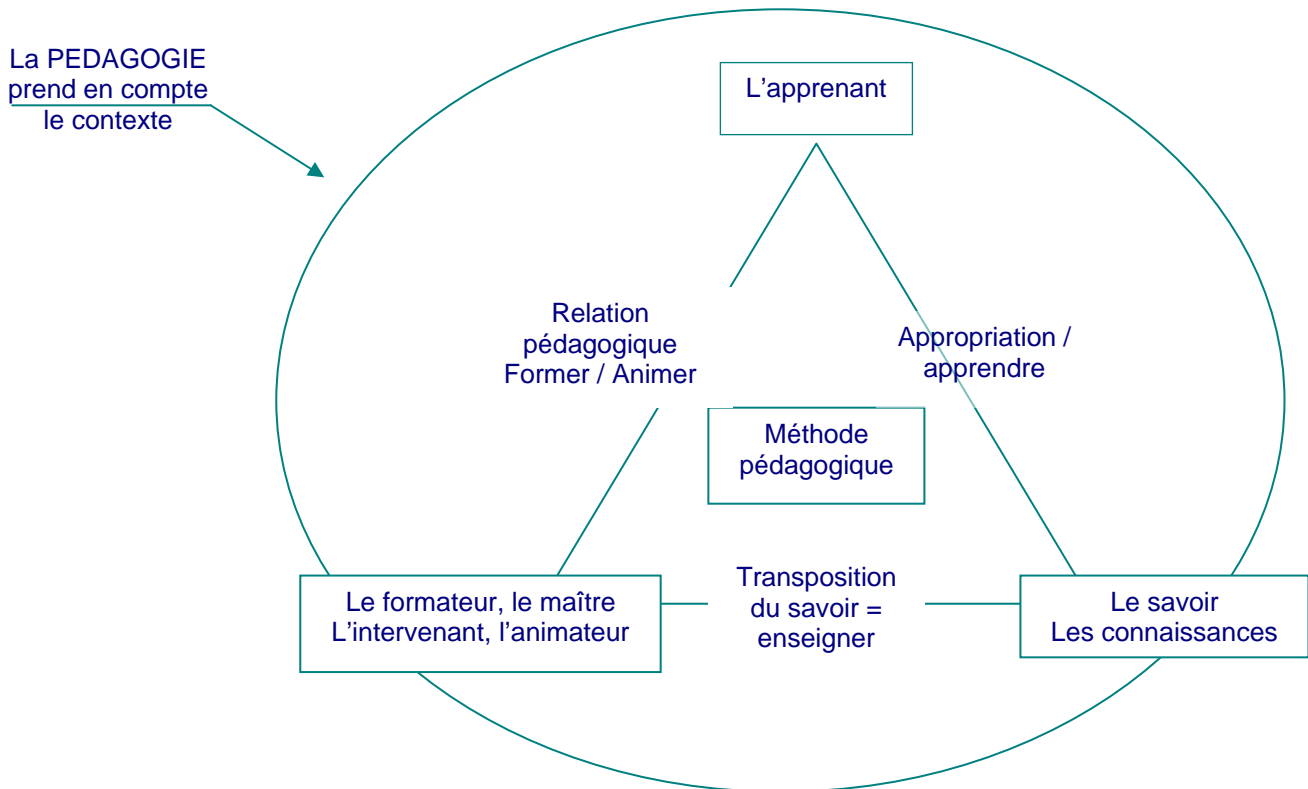 La PEDAGOGIE
prend en compte
le contexte
L'apprenant
Relation
pédagogique
Former / Animer
Appropriation /
apprendre
Méthode
pédagogique
Le formateur, le maître
L'intervenant, l'animateur
Transposition
du savoir =
enseigner
Le savoir
Les connaissances